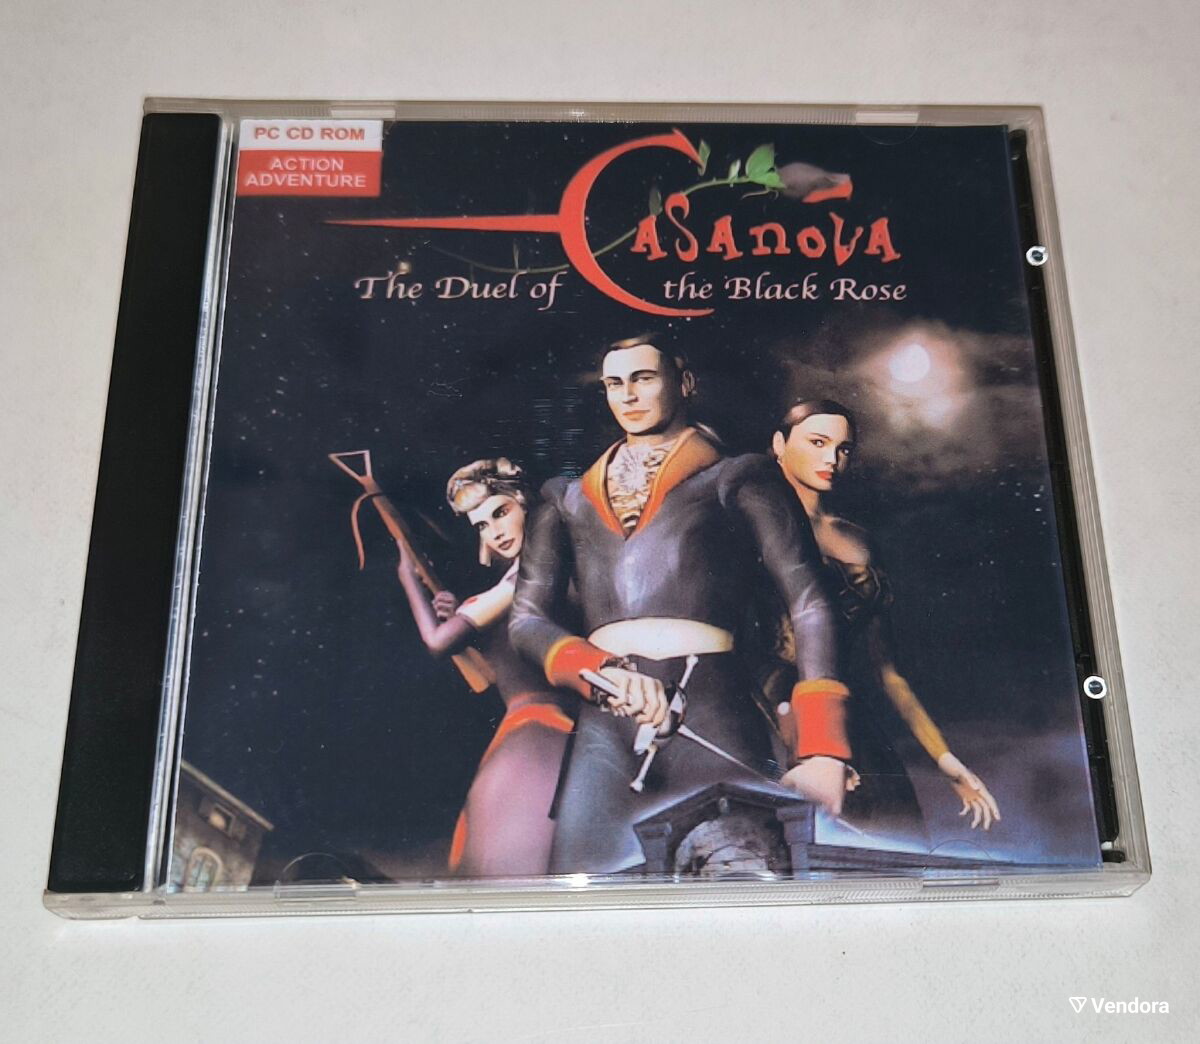 PC CD ROM
ACTION
ADVENTURE
Casanova
The Duel of the Black Rose
Vendora